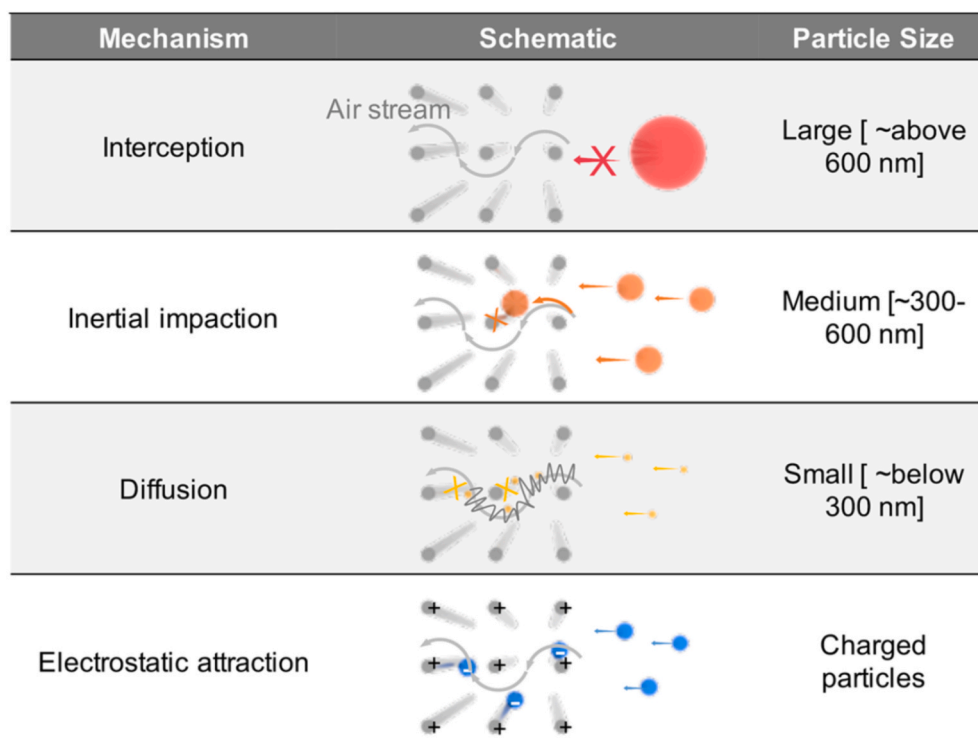 Mechanism Schematic Particle Size
Air stream
Interception
Large [ ~above
600 nm]
Inertial impaction
Medium [~300-
600 nm]
Diffusion
Small [ ~below
300 nm]
+ + +
+ - - +
+
Electrostatic attraction
Charged
particles
-
+ + +